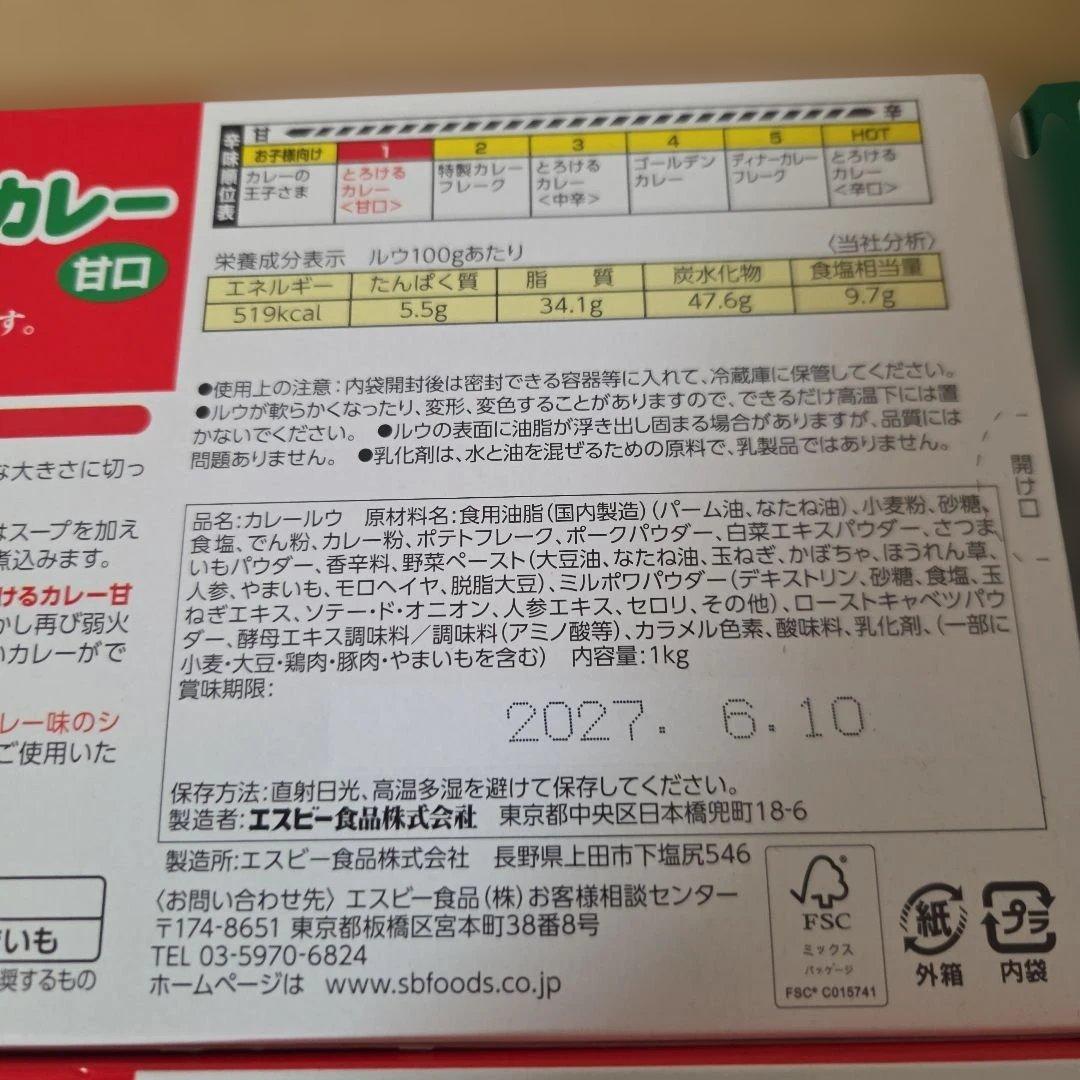 カレー
甘口
す。
な大きさに切っ
はスープを加え
煮込みます。
けるカレー甘
かし再び弱火
いカレーがで
レー味のシ
ご使用いた
いも
奨するもの
辛味順位表
甘 辛
お子様向け 1 2 3 4 5 HOT
カレーの王子さま とろけるカレー<甘口> 特製カレーフレーク とろけるカレー<中辛> ゴールデンカレー ディナーカレーフレーク とろけるカレー<辛口>
栄養成分表示 ルウ100gあたり 〈当社分析〉
エネルギー たんぱく質 脂 質 炭水化物 食塩相当量
519kcal 5.5g 34.1g 47.6g 9.7g
●使用上の注意:内袋開封後は密封できる容器等に入れて、冷蔵庫に保管してください。
●ルウが軟らかくなったり、変形、変色することがありますので、できるだけ高温下には置
かないでください。 ●ルウの表面に油脂が浮き出し固まる場合がありますが、品質には
問題ありません。 ●乳化剤は、水と油を混ぜるための原料で、乳製品ではありません。
開け口
品名:カレールウ 原材料名:食用油脂(国内製造)(パーム油、なたね油)、小麦粉、砂糖、
食塩、でん粉、カレー粉、ポテトフレーク、ポークパウダー、白菜エキスパウダー、さつま
いもパウダー、香辛料、野菜ペースト(大豆油、なたね油、玉ねぎ、かぼちゃ、ほうれん草、
人参、やまいも、モロヘイヤ、脱脂大豆)、ミルポワパウダー(デキストリン、砂糖、食塩、玉
ねぎエキス、ソテー・ド・オニオン、人参エキス、セロリ、その他)、ローストキャベツパウ
ダー、酵母エキス調味料/調味料(アミノ酸等)、カラメル色素、酸味料、乳化剤、(一部に
小麦・大豆・鶏肉・豚肉・やまいもを含む) 内容量:1kg
賞味期限:
2027. 6.10
保存方法:直射日光、高温多湿を避けて保存してください。
製造者:エスビー食品株式会社 東京都中央区日本橋兜町18-6
製造所:エスビー食品株式会社 長野県上田市下塩尻546
〈お問い合わせ先〉エスビー食品(株)お客様相談センター
〒174-8651 東京都板橋区宮本町38番8号
TEL 03-5970-6824
ホームページは www.sbfoods.co.jp
FSC
ミックス
パッケージ
FSC® C015741
紙
外箱
プラ
内袋